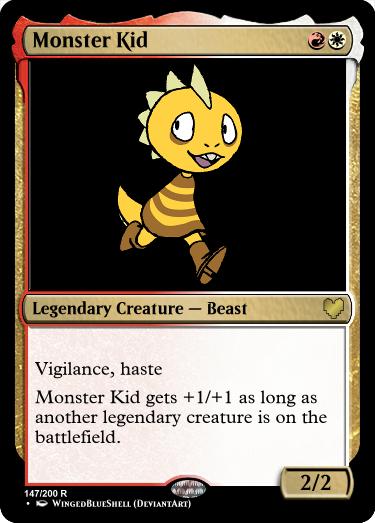 Monster Kid
Legendary Creature — Beast
Vigilance, haste
Monster Kid gets +1/+1 as long as
another legendary creature is on the
battlefield.
2/2
147/200 R
• WingedBlueShell (DeviantArt)